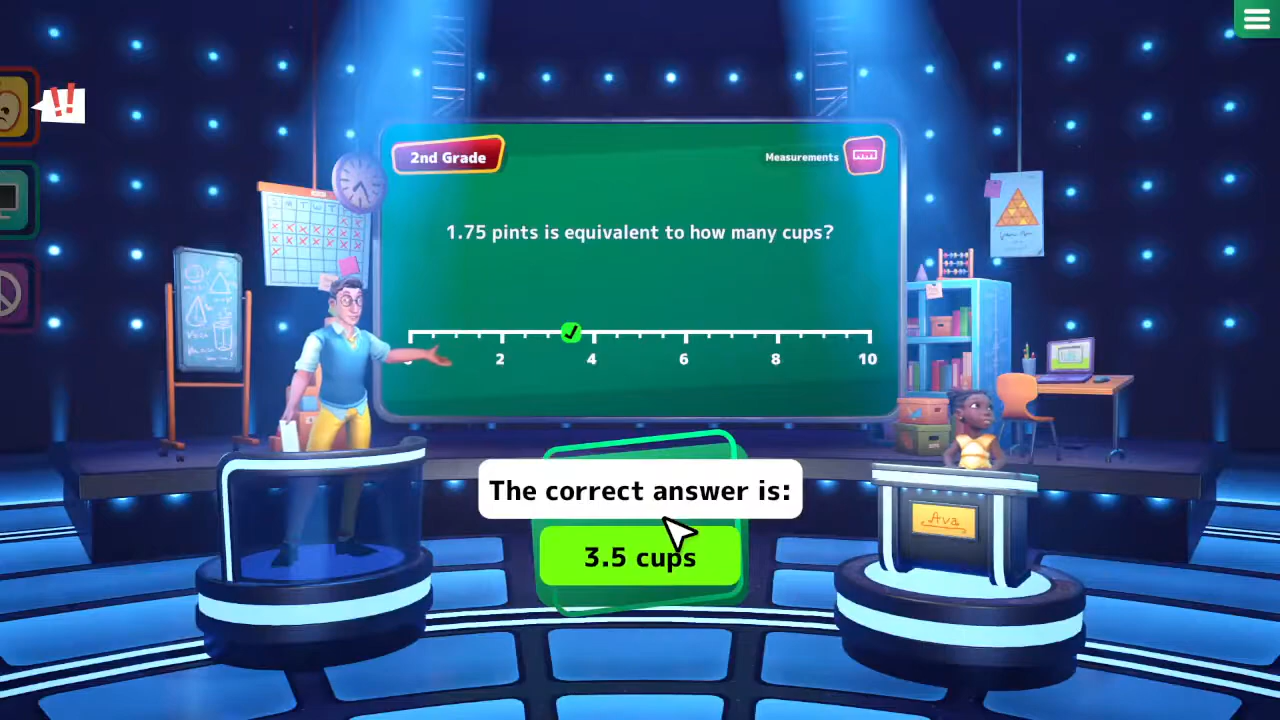 2nd Grade
Measurements
1.75 pints is equivalent to how many cups?
2 4 6 8 10
The correct answer is:
3.5 cups
Ava
S M T W T
!!